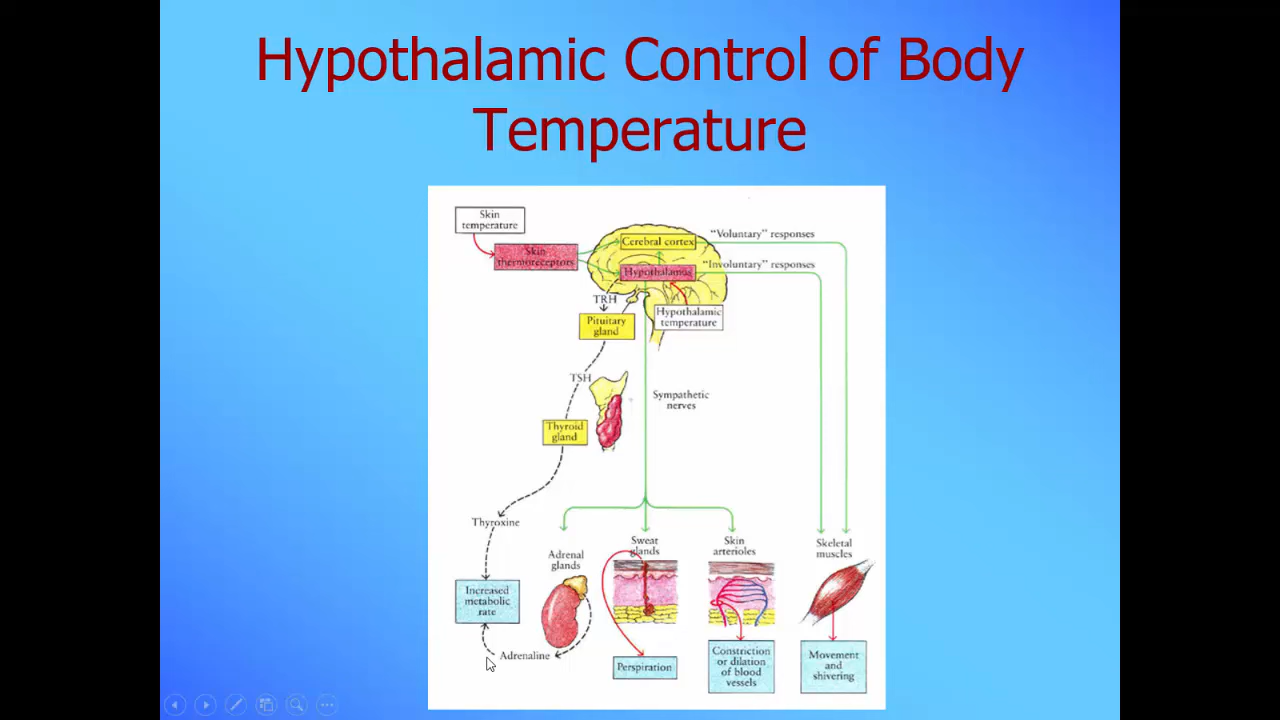 Hypothalamic Control of Body
Temperature
Skin
temperature
Skin
thermoreceptors
Cerebral cortex
Hypothalamus
"Voluntary" responses
"Involuntary" responses
TRH
Hypothalamic
temperature
Pituitary
gland
TSH
Sympathetic
nerves
Thyroid
gland
Thyroxine
Adrenal
glands
Sweat
glands
Skin
arterioles
Skeletal
muscles
Increased
metabolic
rate
Adrenaline
Perspiration
Constriction
or dilation
of blood
vessels
Movement
and
shivering